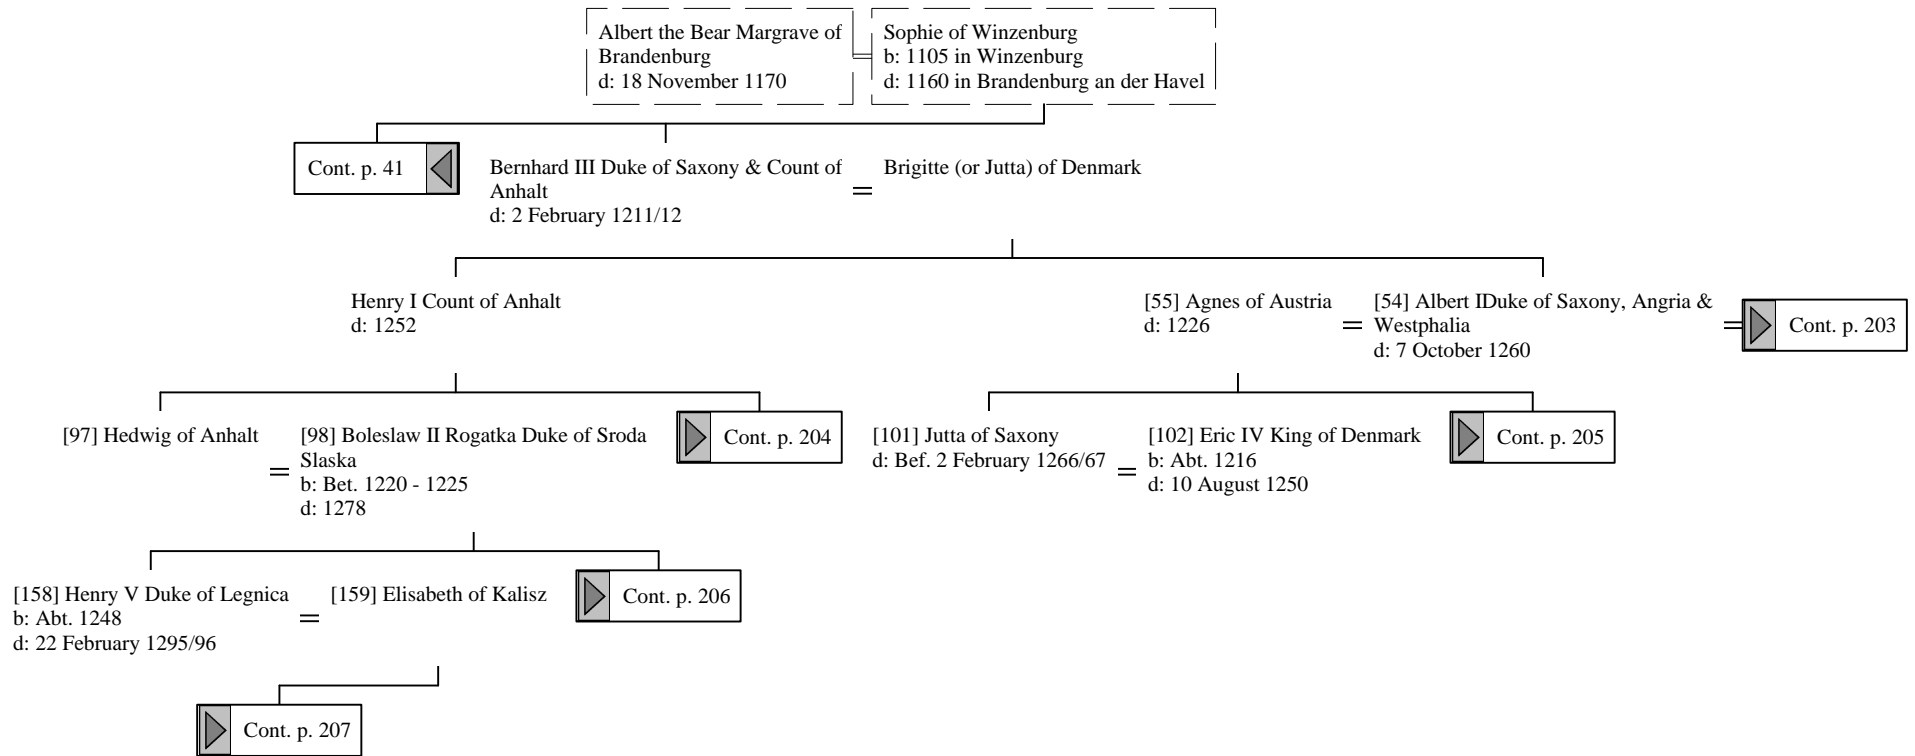 Albert the Bear Margrave of
Brandenburg
d: 18 November 1170
Sophie of Winzenburg
b: 1105 in Winzenburg
d: 1160 in Brandenburg an der Havel
Cont. p. 41
Bernhard III Duke of Saxony & Count of
Anhalt
d: 2 February 1211/12
=
Brigitte (or Jutta) of Denmark
Henry I Count of Anhalt
d: 1252
[55] Agnes of Austria
d: 1226
=
[54] Albert IDuke of Saxony, Angria &
Westphalia
d: 7 October 1260
=
Cont. p. 203
[97] Hedwig of Anhalt
=
[98] Boleslaw II Rogatka Duke of Sroda
Slaska
b: Bet. 1220 - 1225
d: 1278
Cont. p. 204
[101] Jutta of Saxony
d: Bef. 2 February 1266/67
=
[102] Eric IV King of Denmark
b: Abt. 1216
d: 10 August 1250
Cont. p. 205
[158] Henry V Duke of Legnica
b: Abt. 1248
d: 22 February 1295/96
=
[159] Elisabeth of Kalisz
Cont. p. 206
Cont. p. 207